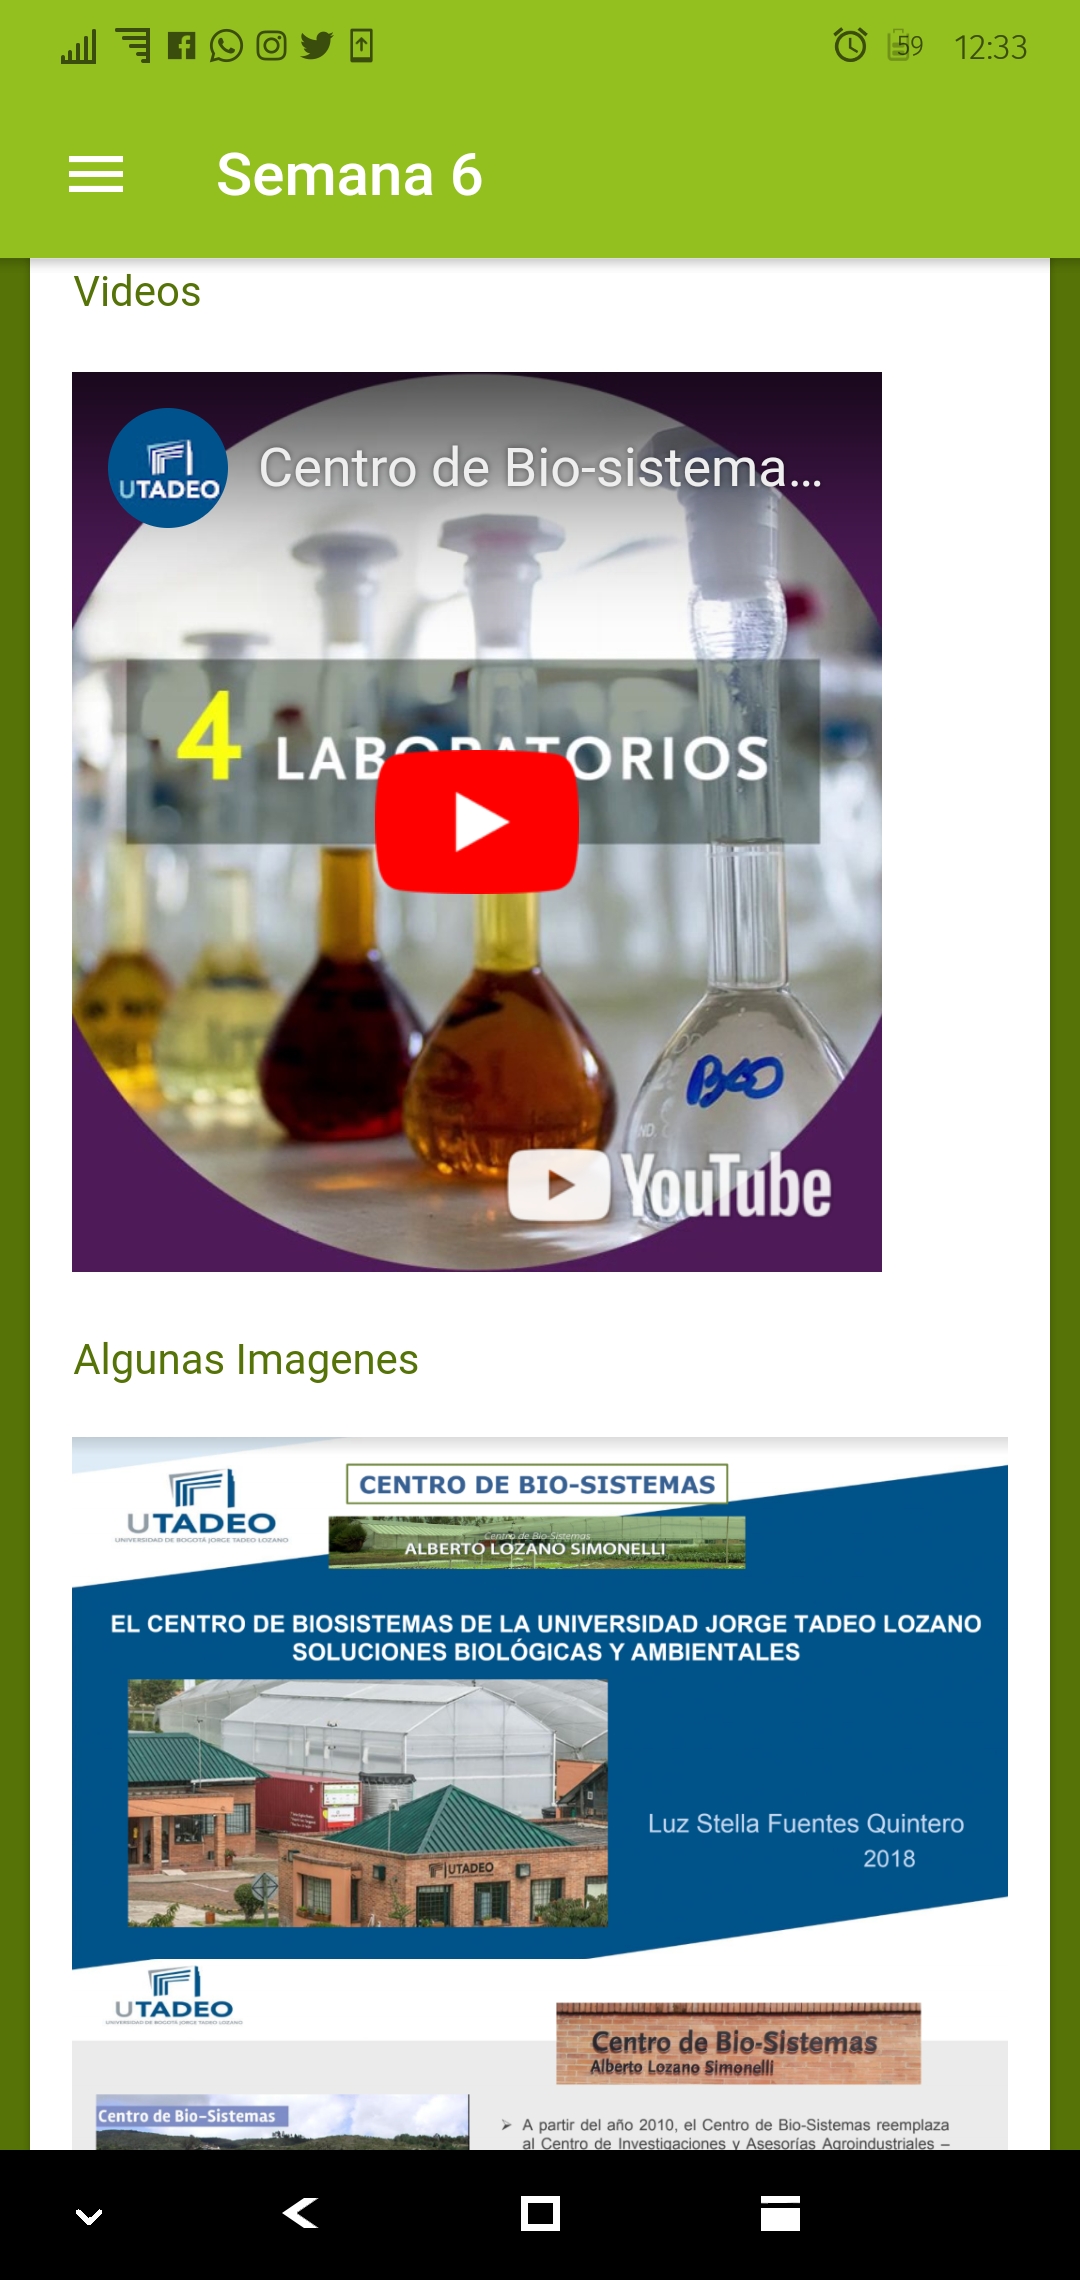 59 12:33
Semana 6
Videos
UTADEO
Centro de Bio-sistema...
4 LABORATORIOS
BCO
YouTube
Algunas Imagenes
CENTRO DE BIO-SISTEMAS
UTADEO
UNIVERSIDAD DE BOGOTÁ JORGE TADEO LOZANO
Centro de Bio-Sistemas
ALBERTO LOZANO SIMONELLI
EL CENTRO DE BIOSISTEMAS DE LA UNIVERSIDAD JORGE TADEO LOZANO
SOLUCIONES BIOLÓGICAS Y AMBIENTALES
UTADEO
Luz Stella Fuentes Quintero
2018
UTADEO
UNIVERSIDAD DE BOGOTÁ JORGE TADEO LOZANO
Centro de Bio-Sistemas
Alberto Lozano Simonelli
Centro de Bio-Sistemas
➢ A partir del año 2010, el Centro de Bio-Sistemas reemplaza
al Centro de Investigaciones y Asesorías Agroindustriales –